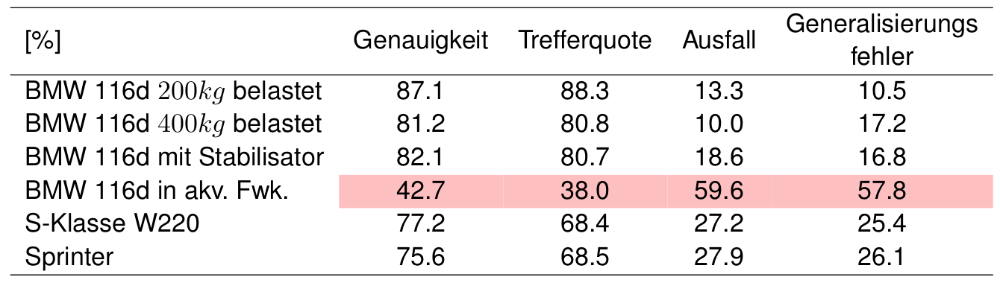 [%] Genauigkeit Trefferquote Ausfall Generalisierungs
fehler
BMW 116d 200kg belastet 87.1 88.3 13.3 10.5
BMW 116d 400kg belastet 81.2 80.8 10.0 17.2
BMW 116d mit Stabilisator 82.1 80.7 18.6 16.8
BMW 116d in akv. Fwk. 42.7 38.0 59.6 57.8
S-Klasse W220 77.2 68.4 27.2 25.4
Sprinter 75.6 68.5 27.9 26.1